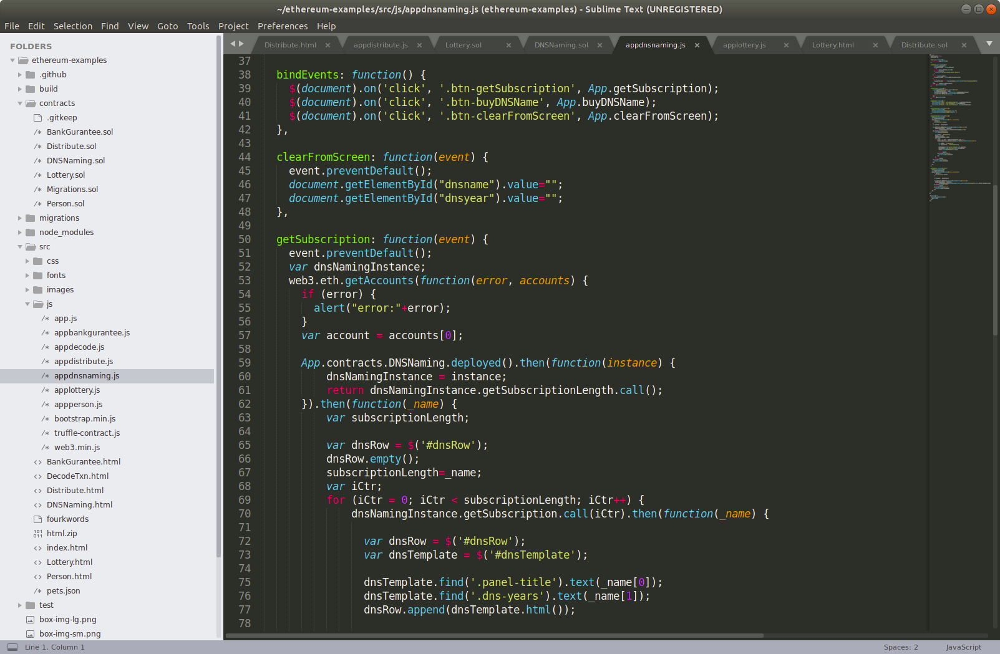 ~/ethereum-examples/src/js/appdnsnaming.js (ethereum-examples) - Sublime Text (UNREGISTERED)
File Edit Selection Find View Goto Tools Project Preferences Help
FOLDERS
ethereum-examples
.github
build
contracts
.gitkeep
BankGurantee.sol
Distribute.sol
DNSNaming.sol
Lottery.sol
Migrations.sol
Person.sol
migrations
node_modules
src
css
fonts
images
js
app.js
appbankgurantee.js
appdecode.js
appdistribute.js
appdnsnaming.js
applottery.js
appperson.js
bootstrap.min.js
truffle-contract.js
web3.min.js
BankGurantee.html
DecodeTxn.html
Distribute.html
DNSNaming.html
fourkwords
html.zip
index.html
Lottery.html
Person.html
pets.json
test
box-img-lg.png
box-img-sm.png
Distribute.html appdistribute.js Lottery.sol DNSNaming.sol appdnsnaming.js applottery.js Lottery.html Distribute.sol
37
38 bindEvents: function() {
39 $(document).on('click', '.btn-getSubscription', App.getSubscription);
40 $(document).on('click', '.btn-buyDNSName', App.buyDNSName);
41 $(document).on('click', '.btn-clearFromScreen', App.clearFromScreen);
42 },
43
44 clearFromScreen: function(event) {
45 event.preventDefault();
46 document.getElementById("dnsname").value="";
47 document.getElementById("dnsyear").value="";
48 },
49
50 getSubscription: function(event) {
51 event.preventDefault();
52 var dnsNamingInstance;
53 web3.eth.getAccounts(function(error, accounts) {
54 if (error) {
55 alert("error:"+error);
56 }
57 var account = accounts[0];
58
59 App.contracts.DNSNaming.deployed().then(function(instance) {
60 dnsNamingInstance = instance;
61 return dnsNamingInstance.getSubscriptionLength.call();
62 }).then(function(_name) {
63 var subscriptionLength;
64
65 var dnsRow = $('#dnsRow');
66 dnsRow.empty();
67 subscriptionLength=_name;
68 var iCtr;
69 for (iCtr = 0; iCtr < subscriptionLength; iCtr++) {
70 dnsNamingInstance.getSubscription.call(iCtr).then(function(_name) {
71
72 var dnsRow = $('#dnsRow');
73 var dnsTemplate = $('#dnsTemplate');
74
75 dnsTemplate.find('.panel-title').text(_name[0]);
76 dnsTemplate.find('.dns-years').text(_name[1]);
77 dnsRow.append(dnsTemplate.html());
78
Line 1, Column 1 Spaces: 2 JavaScript